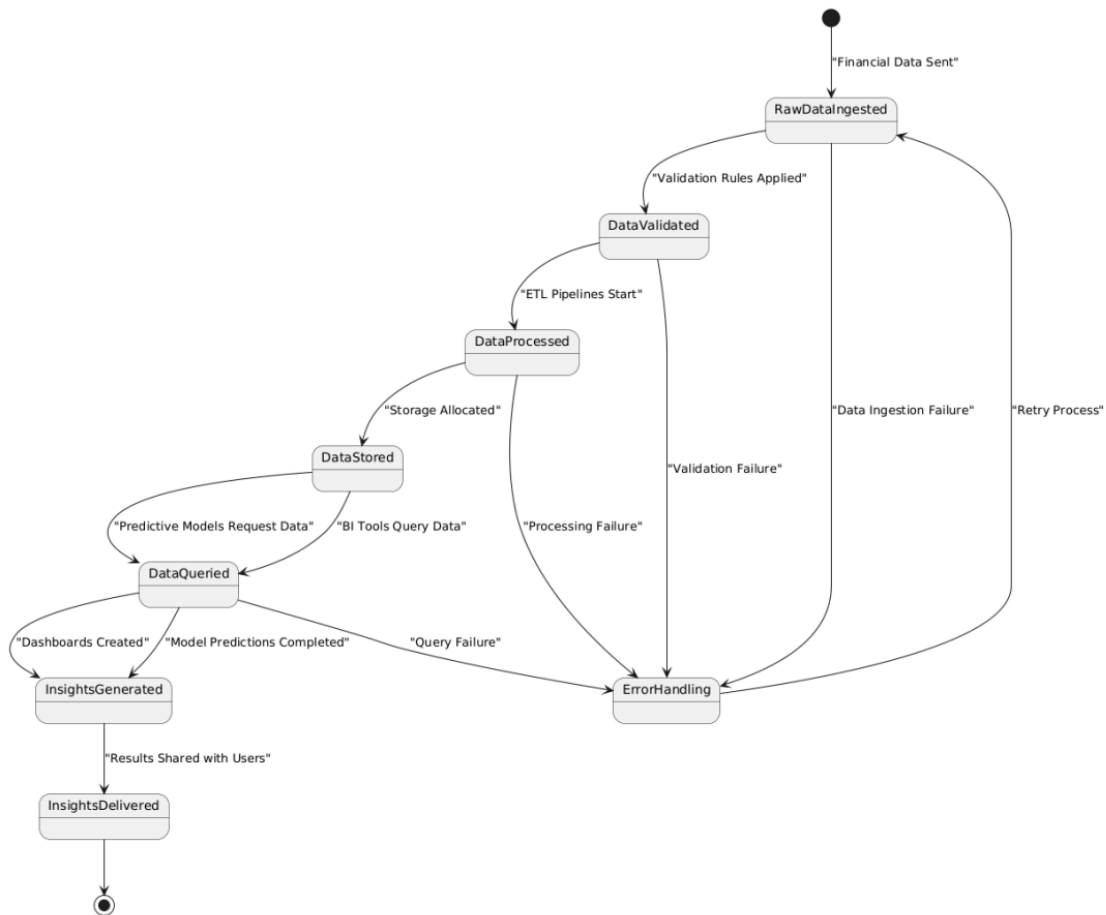 "Financial Data Sent"
RawDataIngested
"Validation Rules Applied"
DataValidated
"ETL Pipelines Start"
DataProcessed
"Storage Allocated"
"Data Ingestion Failure"
"Retry Process"
DataStored
"Validation Failure"
"Predictive Models Request Data"
"BI Tools Query Data"
"Processing Failure"
DataQueried
"Dashboards Created"
"Model Predictions Completed"
"Query Failure"
InsightsGenerated
ErrorHandling
"Results Shared with Users"
InsightsDelivered